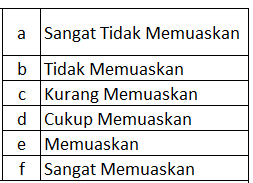 a Sangat Tidak Memuaskan
b Tidak Memuaskan
c Kurang Memuaskan
d Cukup Memuaskan
e Memuaskan
f Sangat Memuaskan